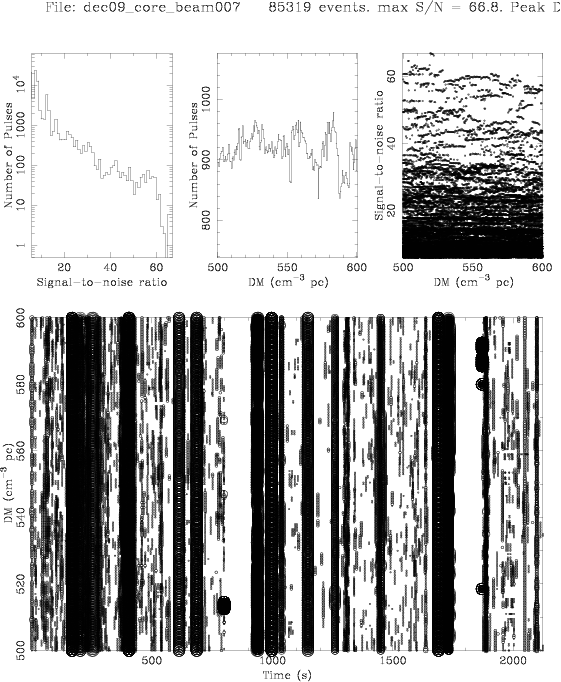 File: dec09_core_beam007 85319 events. max S/N = 66.8. Peak D
Number of Pulses
10⁴
1000
100
10
1
20 40 60
Signal-to-noise ratio
Number of Pulses
1000
900
800
500 550 600
DM (cm⁻³ pc)
Signal-to-noise ratio
60
40
20
500 550 600
DM (cm⁻³ pc)
DM (cm⁻³ pc)
600
580
560
540
520
500
500 1000 1500 2000
Time (s)